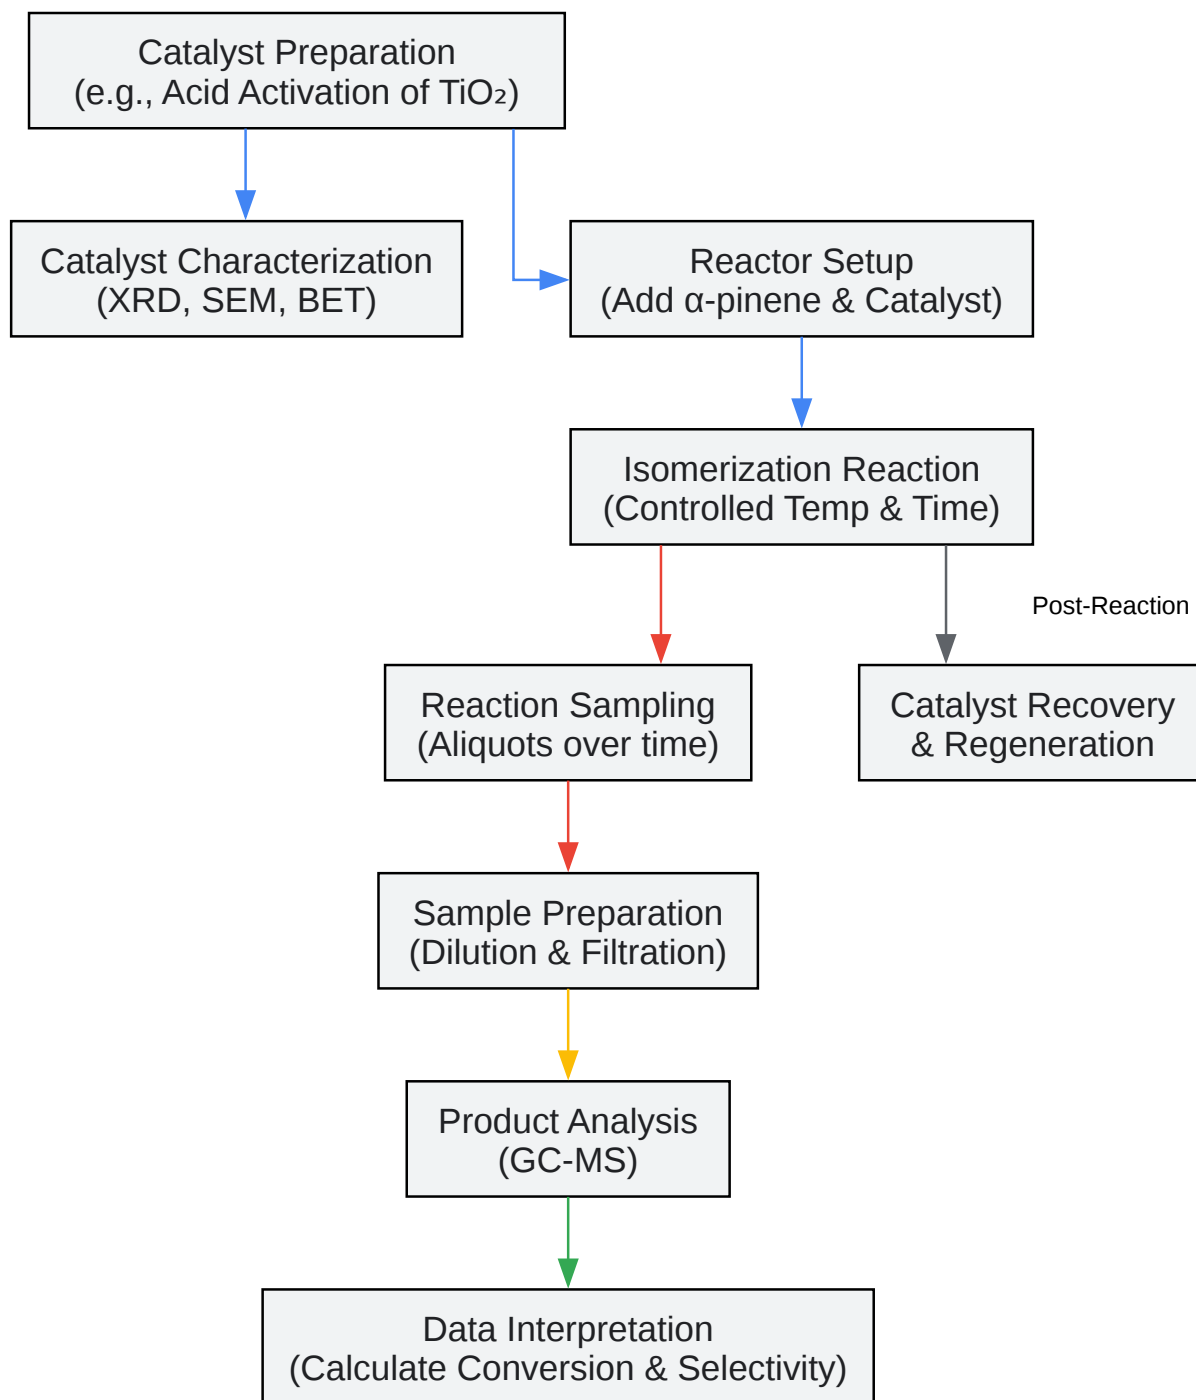 Catalyst Preparation
(e.g., Acid Activation of TiO₂)
Catalyst Characterization
(XRD, SEM, BET)
Reactor Setup
(Add α-pinene & Catalyst)
Isomerization Reaction
(Controlled Temp & Time)
Post-Reaction
Reaction Sampling
(Aliquots over time)
Catalyst Recovery
& Regeneration
Sample Preparation
(Dilution & Filtration)
Product Analysis
(GC-MS)
Data Interpretation
(Calculate Conversion & Selectivity)